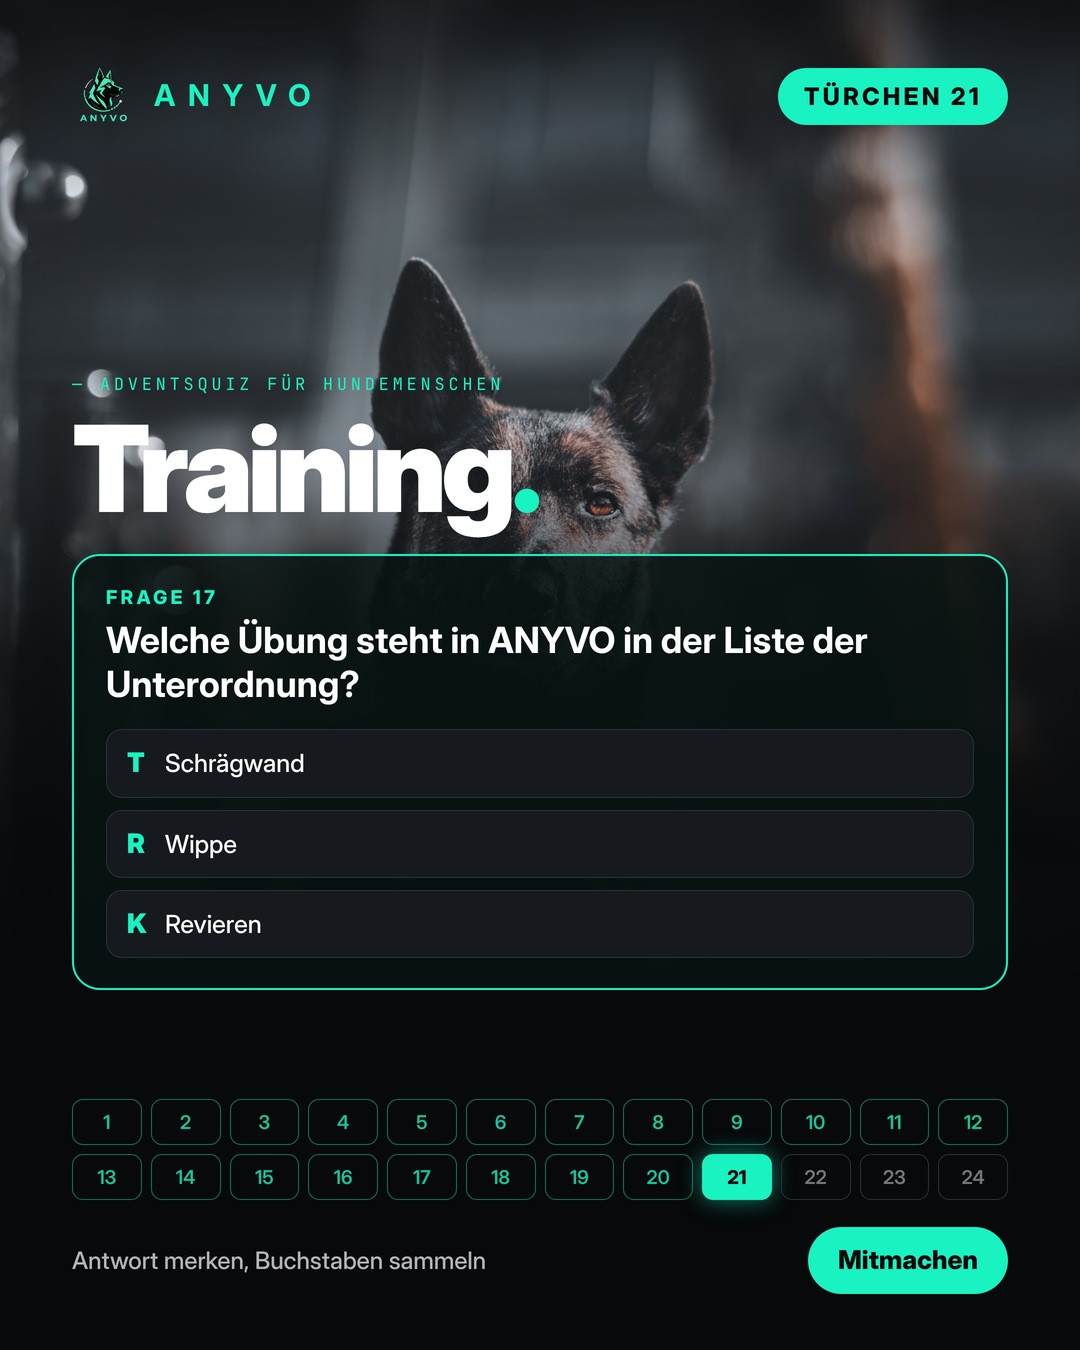 ANYVO
ANYVO
TÜRCHEN 21
— ADVENTSQUIZ FÜR HUNDEMENSCHEN
Training.
FRAGE 17
Welche Übung steht in ANYVO in der Liste der
Unterordnung?
T Schrägwand
R Wippe
K Revieren
1 2 3 4 5 6 7 8 9 10 11 12
13 14 15 16 17 18 19 20 21 22 23 24
Antwort merken, Buchstaben sammeln
Mitmachen